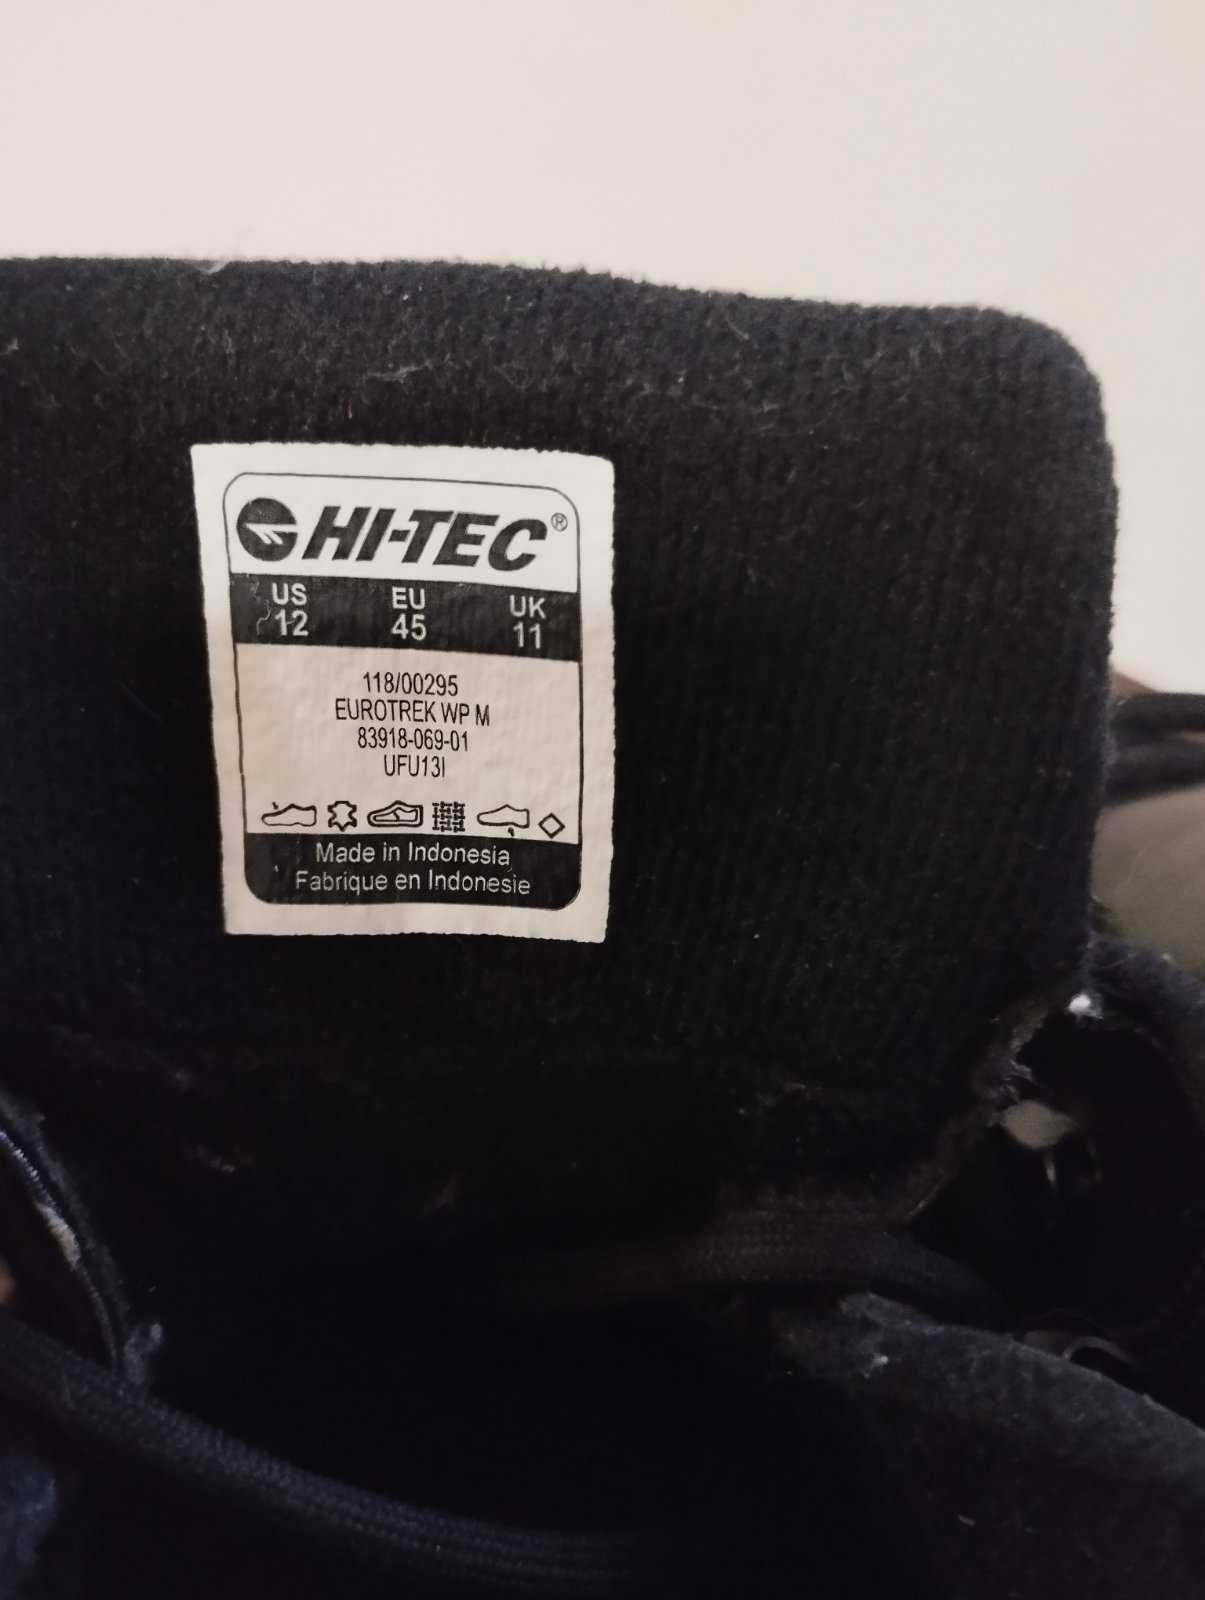 HI-TEC®
US EU UK
12 45 11
118/00295
EUROTREK WP M
83918-069-01
UFU13I
Made in Indonesia
Fabrique en Indonesie